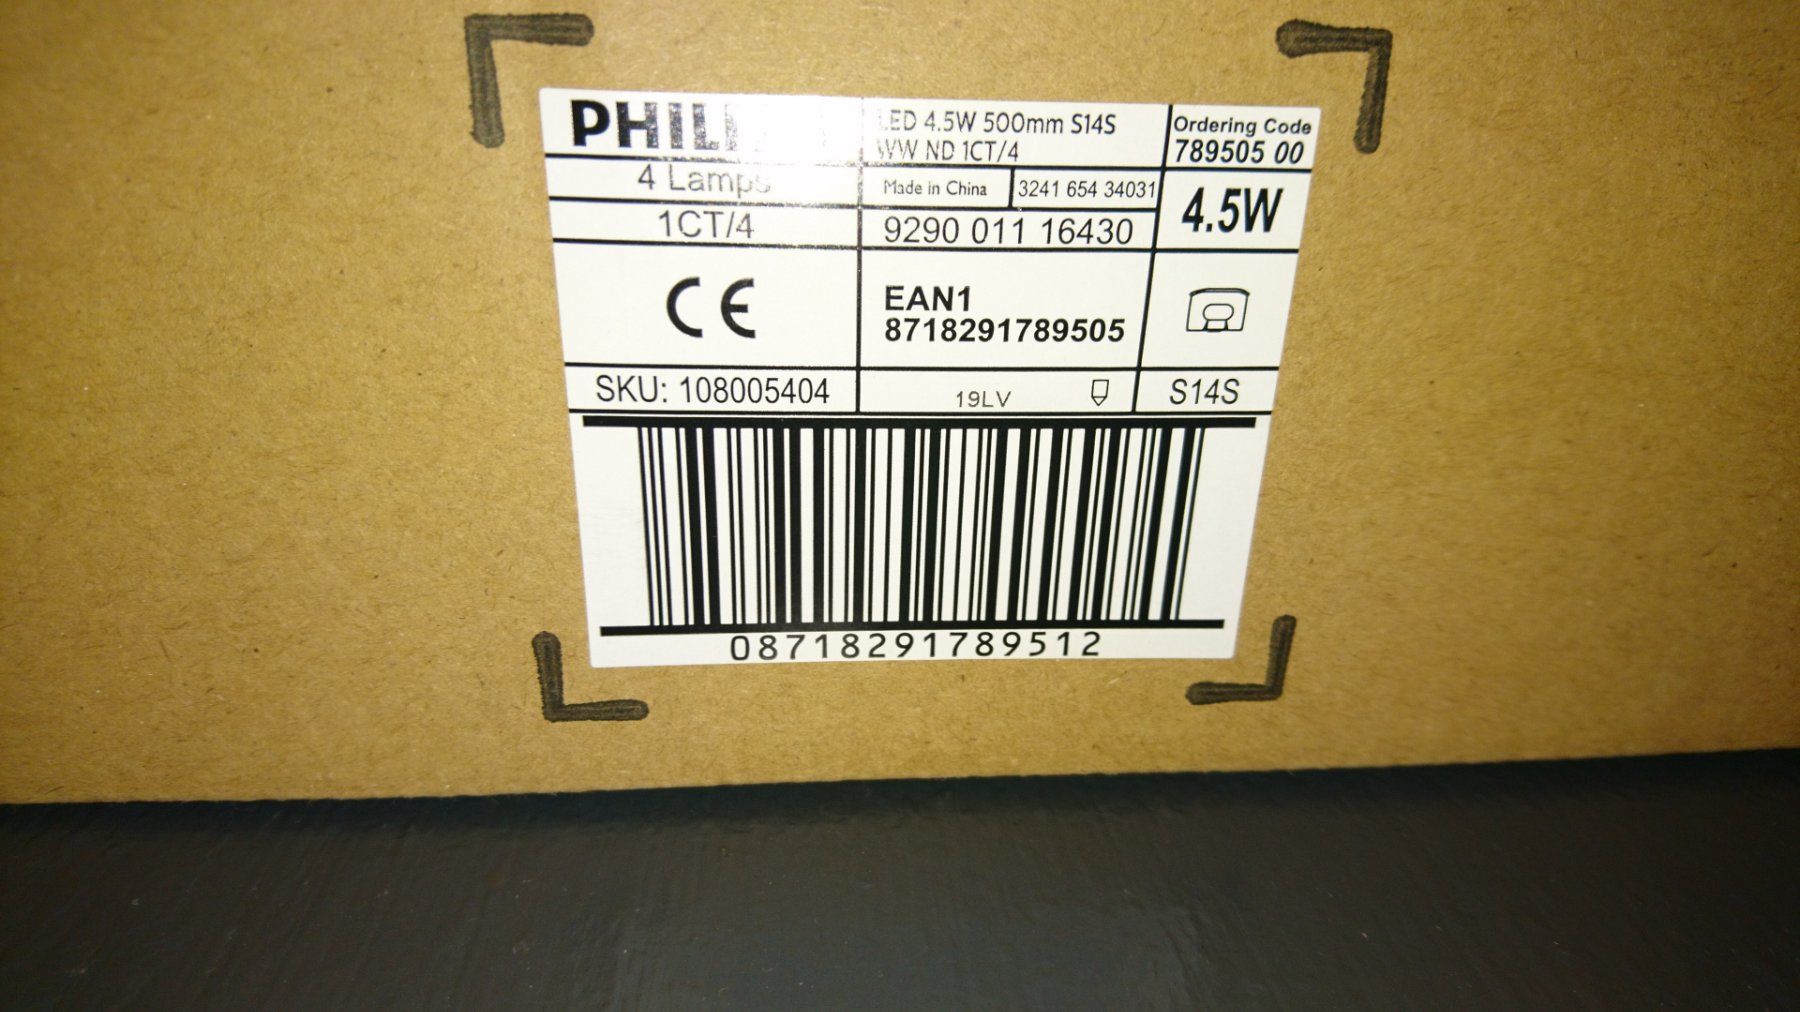 PHILI
LED 4.5W 500mm S14S
WW ND 1CT/4
Ordering Code
789505 00
4 Lamps
Made in China
3241 654 34031
4.5W
1CT/4
9290 011 16430
CE
EAN1
8718291789505
SKU: 108005404
19LV
S14S
08718291789512